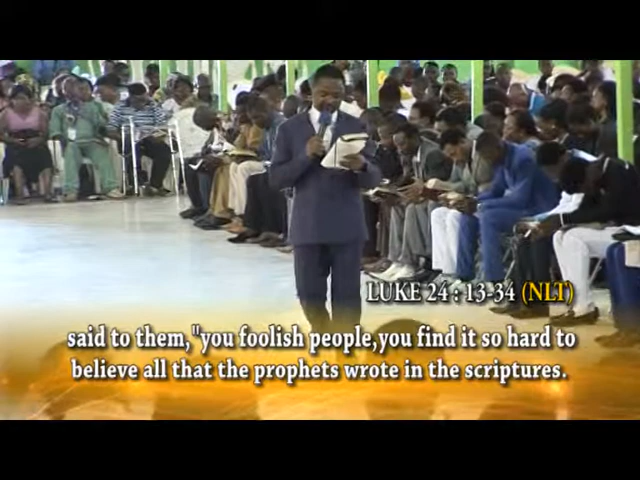 LUKE 24 : 13-34 (NLT)
said to them,"you foolish people,you find it so hard to
believe all that the prophets wrote in the scriptures.